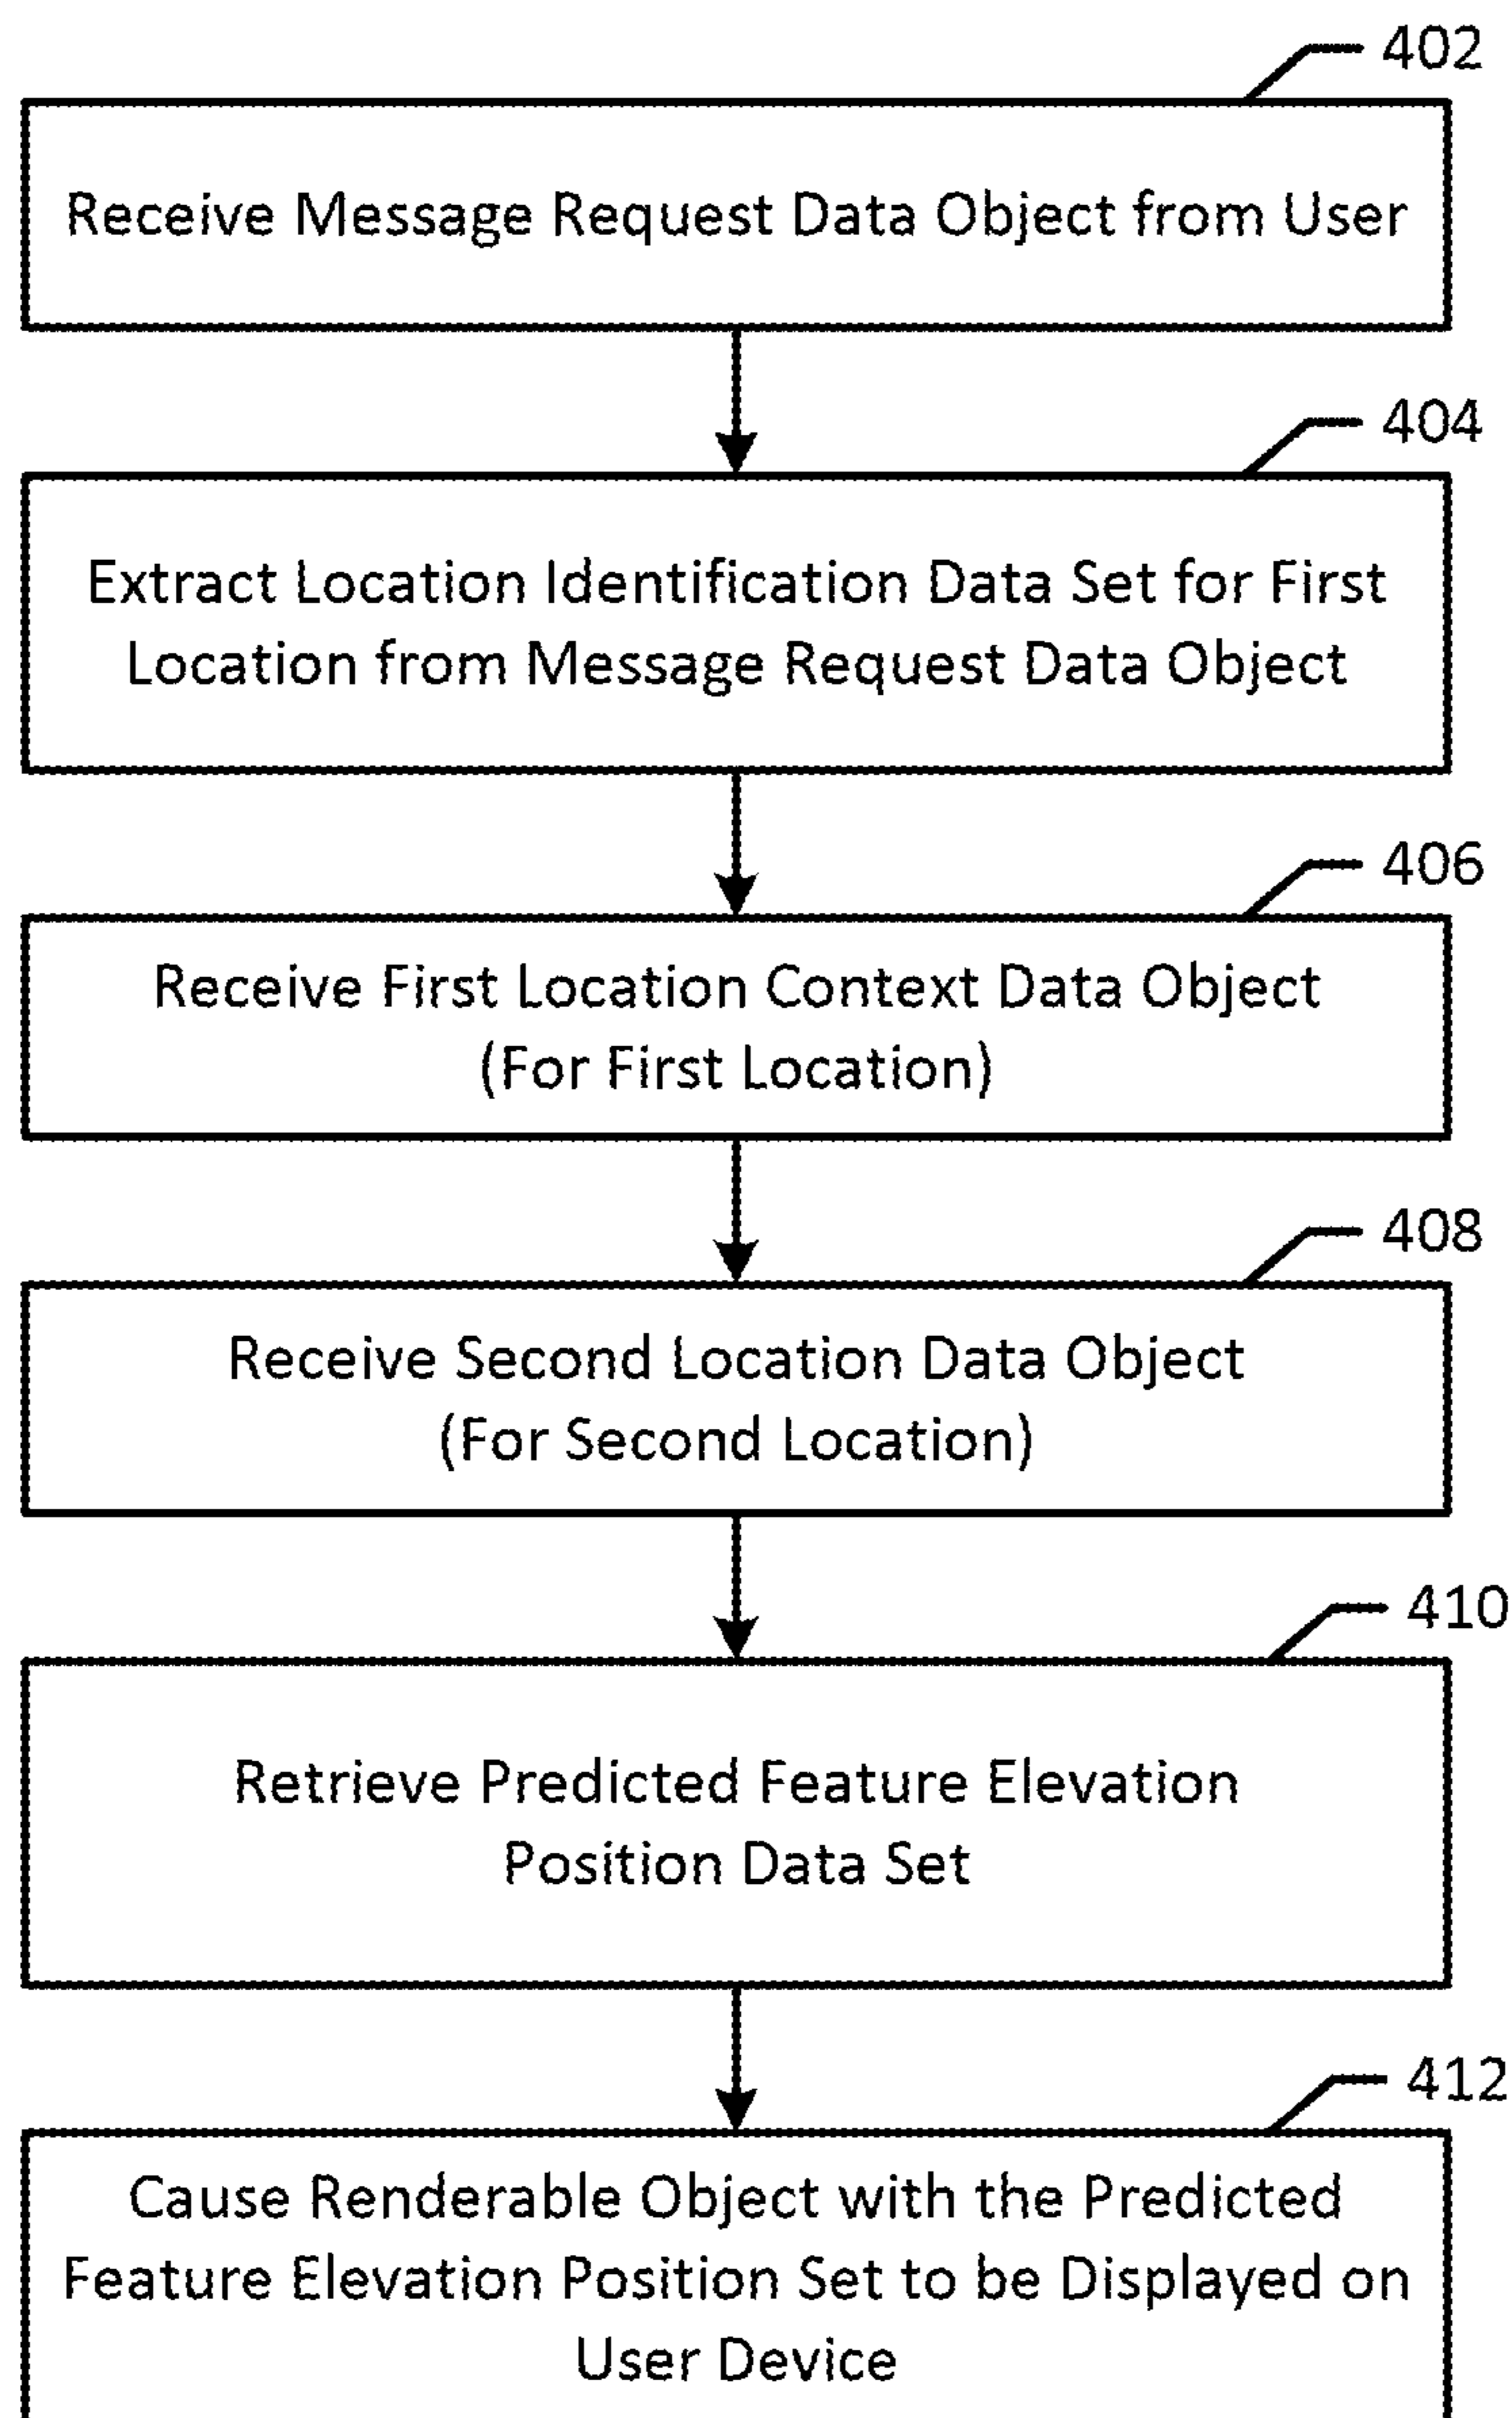 402
Receive Message Request Data Object from User
404
Extract Location Identification Data Set for First
Location from Message Request Data Object
406
Receive First Location Context Data Object
(For First Location)
408
Receive Second Location Data Object
(For Second Location)
410
Retrieve Predicted Feature Elevation
Position Data Set
412
Cause Renderable Object with the Predicted
Feature Elevation Position Set to be Displayed on
User Device